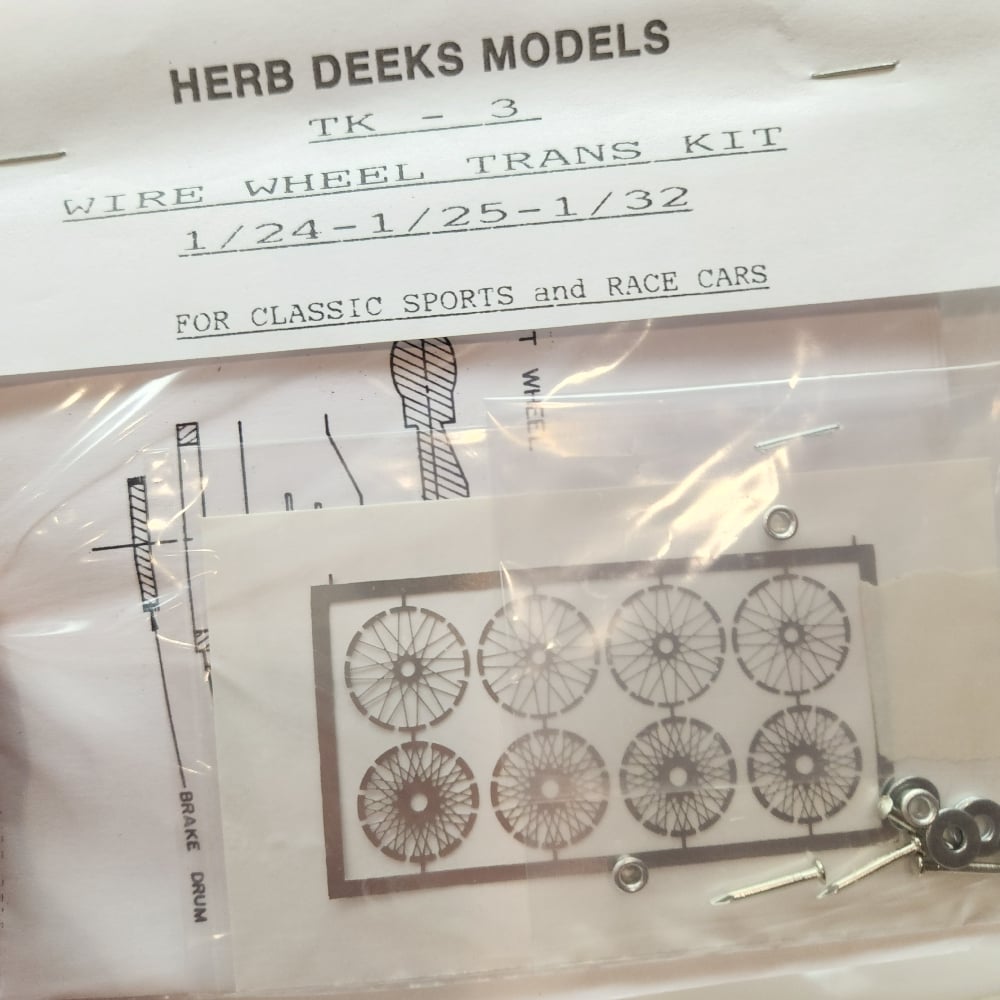 HERB DEEKS MODELS
TK - 3
WIRE WHEEL TRANS KIT
1/24-1/25-1/32
FOR CLASSIC SPORTS and RACE CARS
T WHEEL
BRAKE DRUM